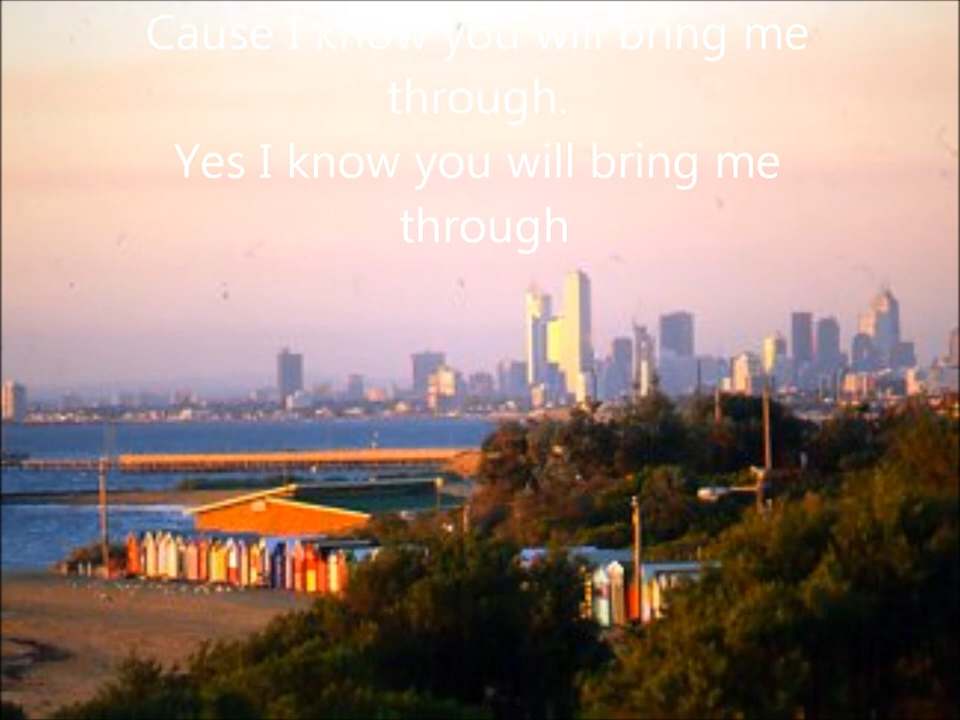 Cause I know you will bring me
through.
Yes I know you will bring me
through